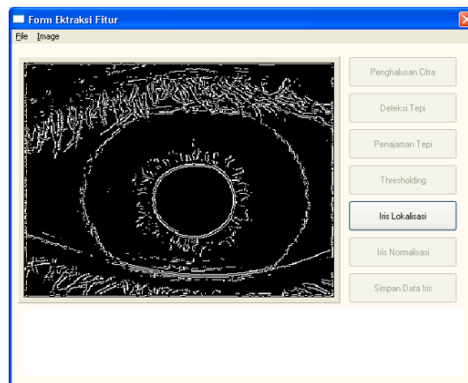 Form Ektraksi Fitur
File Image
Penghalusan Citra
Deteksi Tepi
Penajaman Tepi
Thresholding
Iris Lokalisasi
Iris Normalisasi
Simpan Data Iris